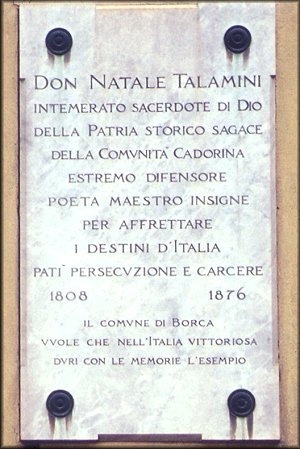 DON NATALE TALAMINI
INTEMERATO SACERDOTE DI DIO
DELLA PATRIA STORICO SAGACE
DELLA COMVNITA' CADORINA
ESTREMO DIFENSORE
POETA MAESTRO INSIGNE
PER AFFRETTARE
I DESTINI D'ITALIA
PATI' PERSECVZIONE E CARCERE
1808 1876
IL COMVNE DI BORCA
VVOLE CHE NELL'ITALIA VITTORIOSA
DVRI CON LE MEMORIE L'ESEMPIO